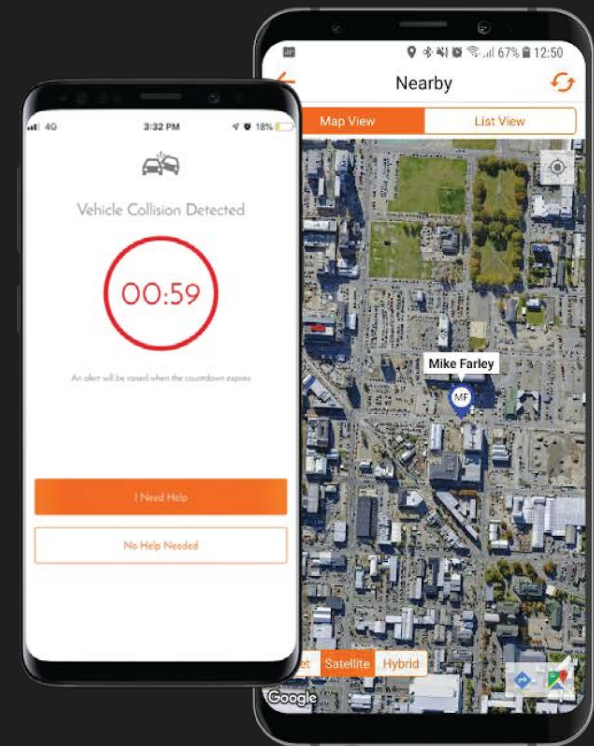 4G
3:32 PM
18%
Vehicle Collision Detected
00:59
An alert will be raised when the countdown expires
I Need Help
No Help Needed
67%
12:50
Nearby
Map View
List View
Mike Farley
MF
Satellite
Hybrid
Google